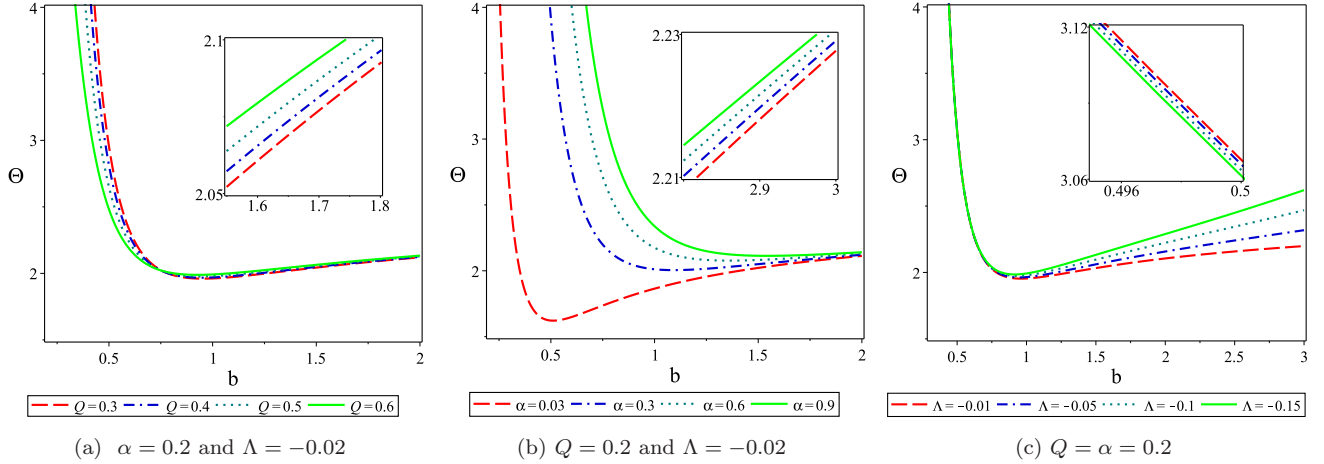 4
3
2
Θ
0.5
1
1.5
2
b
2.1
2.05
1.6
1.7
1.8
Q = 0.3
Q = 0.4
Q = 0.5
Q = 0.6
(a) α = 0.2 and Λ = −0.02
4
3
2
Θ
0.5
1
1.5
2
b
2.23
2.21
2.9
3
α = 0.03
α = 0.3
α = 0.6
α = 0.9
(b) Q = 0.2 and Λ = −0.02
4
3
2
Θ
0.5
1
1.5
2
2.5
3
b
3.12
3.06
0.496
0.5
Λ = −0.01
Λ = −0.05
Λ = −0.1
Λ = −0.15
(c) Q = α = 0.2